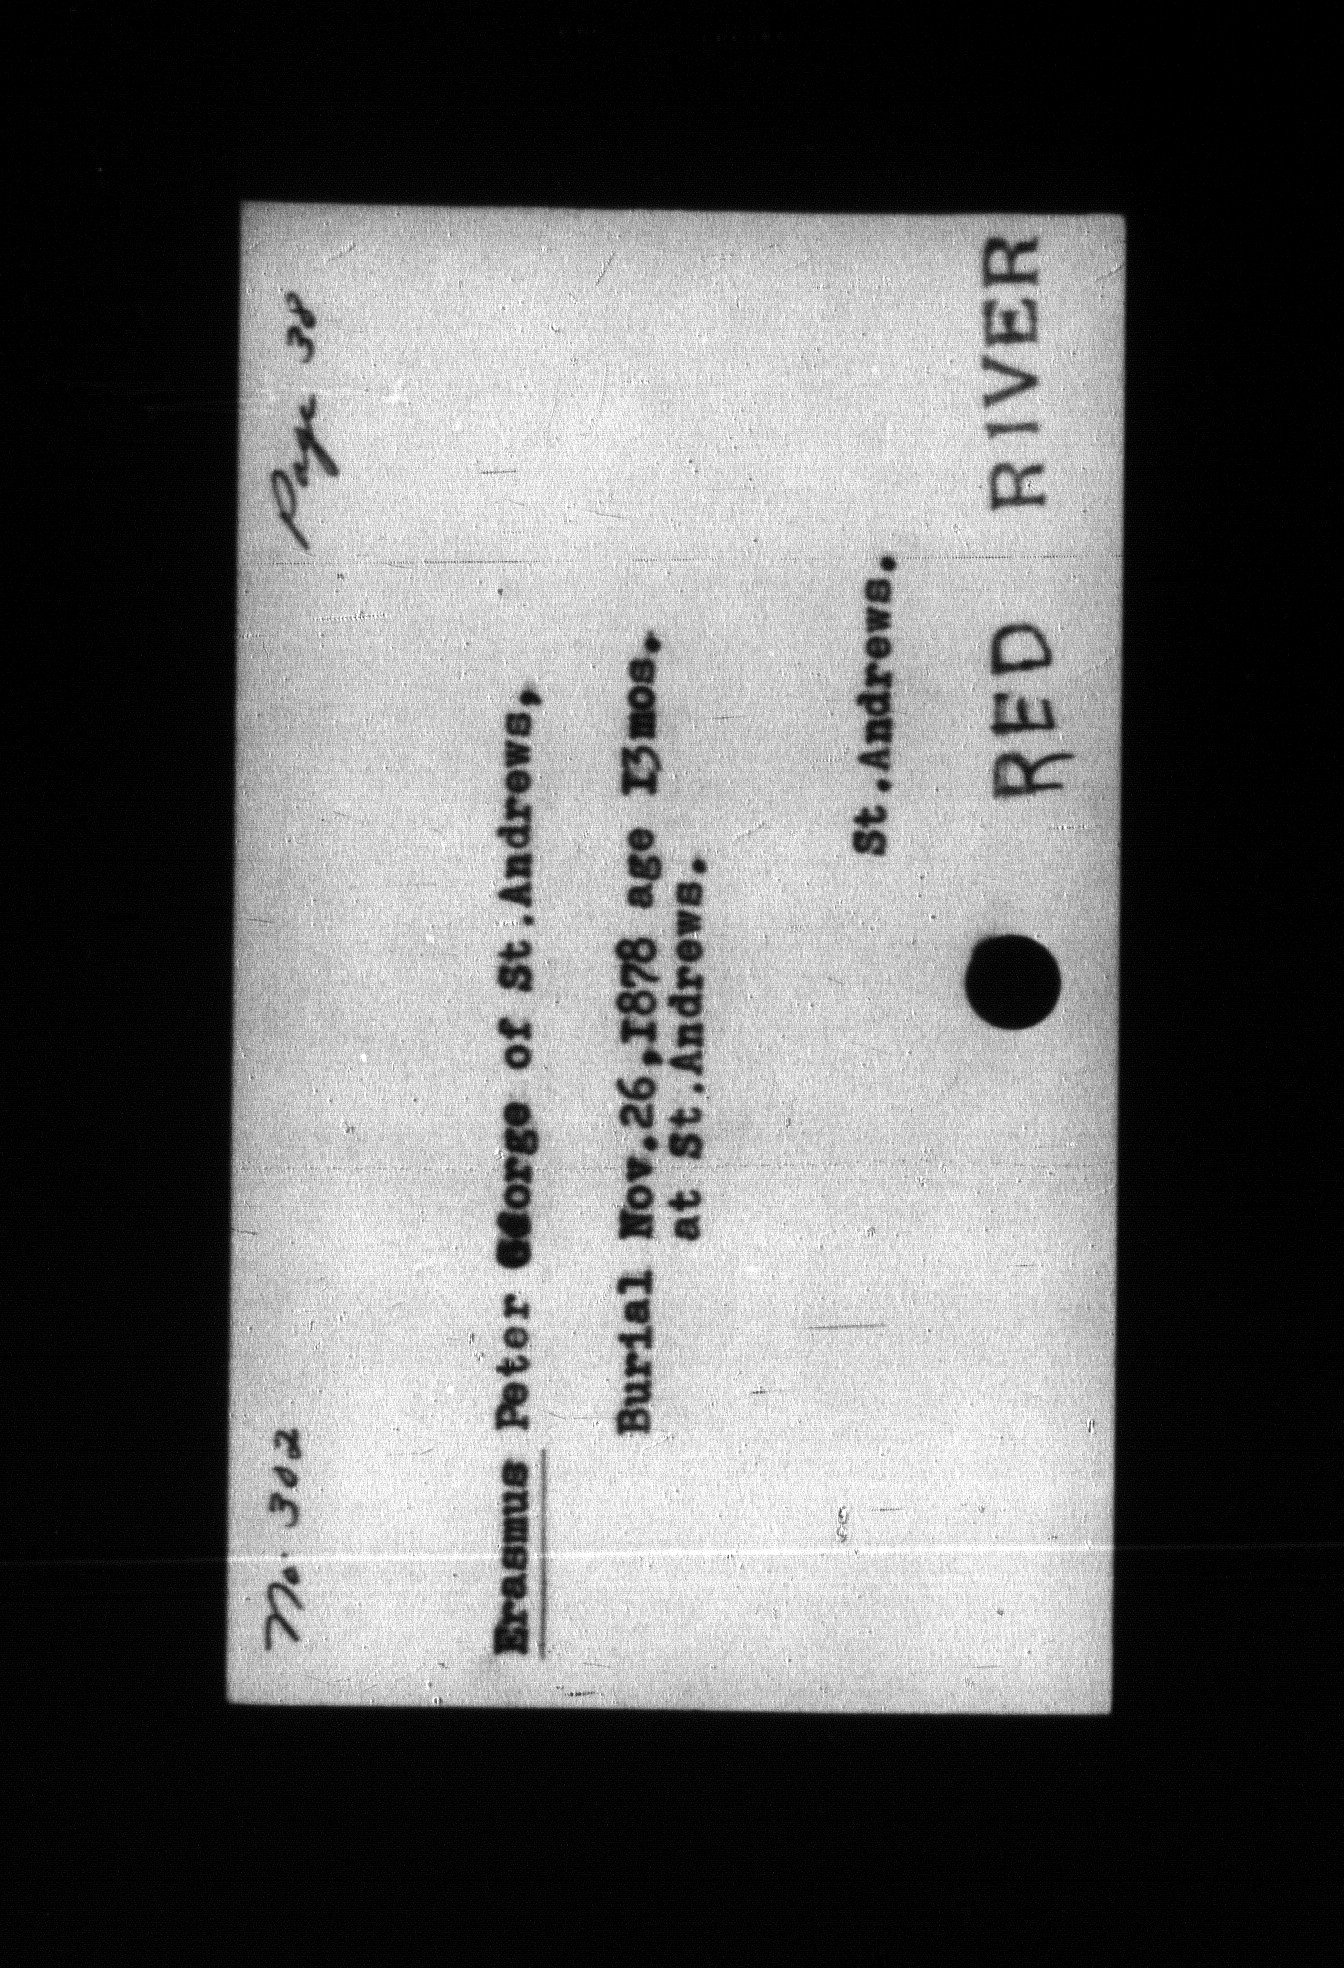 No. 302 Page 38
Erasmus Peter George of St.Andrews,
Burial Nov.26,1878 age 13mos.
at St.Andrews.
St.Andrews.
RED RIVER